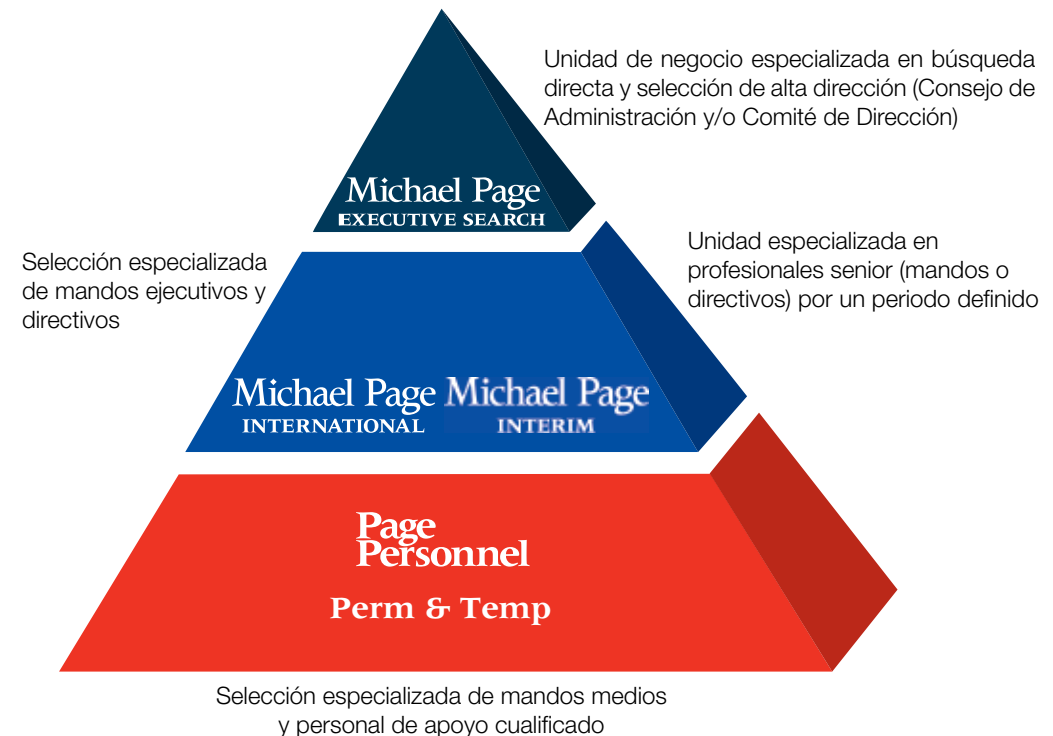 Unidad de negocio especializada en búsqueda
directa y selección de alta dirección (Consejo de
Administración y/o Comité de Dirección)
Michael Page
EXECUTIVE SEARCH
Selección especializada
de mandos ejecutivos y
directivos
Unidad especializada en
profesionales senior (mandos o
directivos) por un periodo definido
Michael Page
INTERNATIONAL
Michael Page
INTERIM
Page
Personnel
Perm & Temp
Selección especializada de mandos medios
y personal de apoyo cualificado